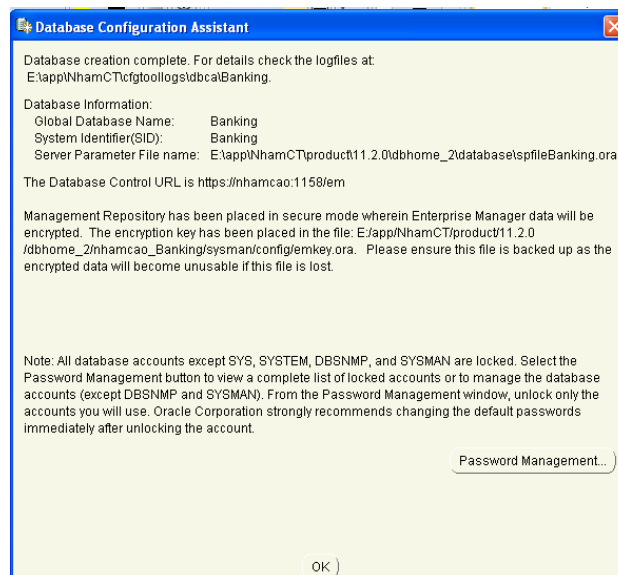 Database Configuration Assistant
Database creation complete. For details check the logfiles at:
E:\app\NhamCT\cfgtoollogs\dbca\Banking.
Database Information:
Global Database Name: Banking
System Identifier(SID): Banking
Server Parameter File name: E:\app\NhamCT\product\11.2.0\dbhome_2\database\spfileBanking.ora
The Database Control URL is https://nhamcao:1158/em
Management Repository has been placed in secure mode wherein Enterprise Manager data will be
encrypted. The encryption key has been placed in the file: E:/app/NhamCT/product/11.2.0
/dbhome_2/nhamcao_Banking/sysman/config/emkey.ora. Please ensure this file is backed up as the
encrypted data will become unusable if this file is lost.
Note: All database accounts except SYS, SYSTEM, DBSNMP, and SYSMAN are locked. Select the
Password Management button to view a complete list of locked accounts or to manage the database
accounts (except DBSNMP and SYSMAN). From the Password Management window, unlock only the
accounts you will use. Oracle Corporation strongly recommends changing the default passwords
immediately after unlocking the account.
Password Management...
OK